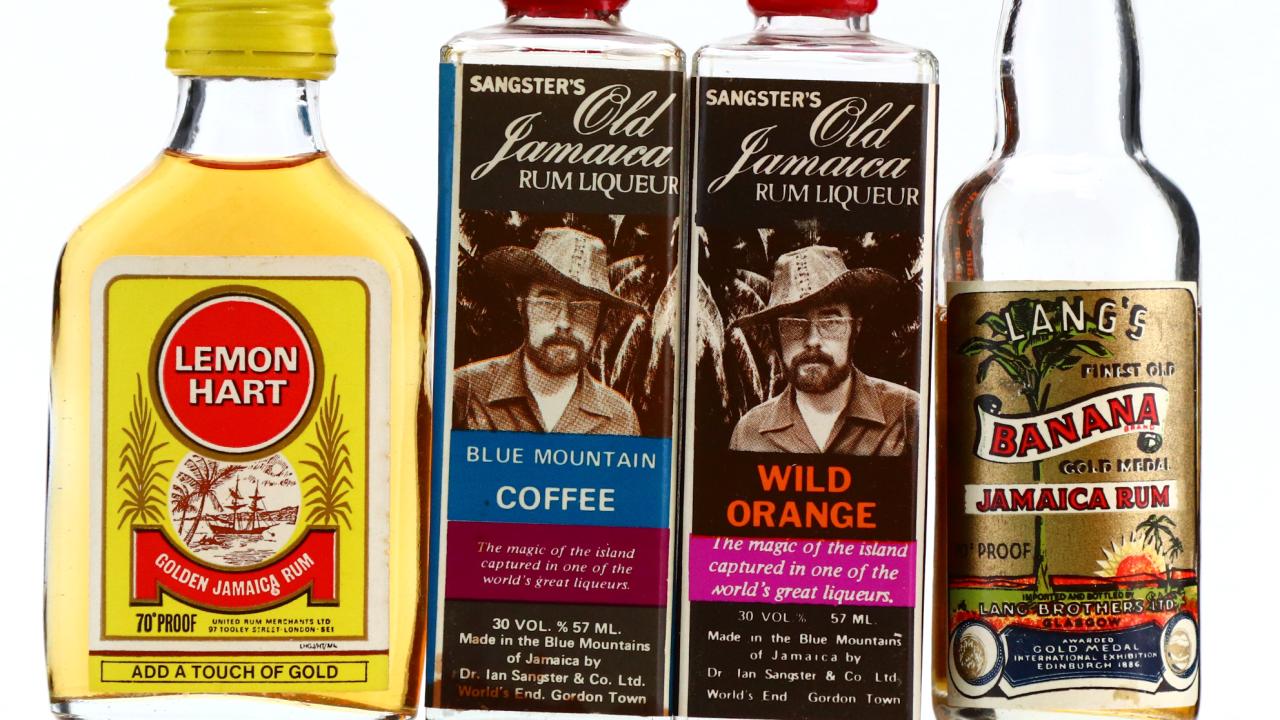 LEMON
HART
GOLDEN JAMAICA RUM
70° PROOF
UNITED RUM MERCHANTS LTD
97 TOOLEY STREET·LONDON·SE1
ADD A TOUCH OF GOLD
SANGSTER'S
Old
Jamaica
RUM LIQUEUR
BLUE MOUNTAIN
COFFEE
The magic of the island
captured in one of the
world's great liqueurs.
30 VOL. % 57 ML.
Made in the Blue Mountains
of Jamaica by
Dr. Ian Sangster & Co. Ltd.
World's End. Gordon Town
SANGSTER'S
Old
Jamaica
RUM LIQUEUR
WILD
ORANGE
The magic of the island
captured in one of the
world's great liqueurs.
30 VOL % 57 ML.
Made in the Blue Mountains
of Jamaica by
Dr Ian Sangster & Co Ltd.
World's End Gordon Town
LANG'S
FINEST OLD
BANANA
BRAND
GOLD MEDAL
JAMAICA RUM
PROOF
IMPORTED AND BOTTLED BY
LANG BROTHERS LTD
GLASGOW
AWARDED
GOLD MEDAL
INTERNATIONAL EXHIBITION
EDINBURGH 1886.